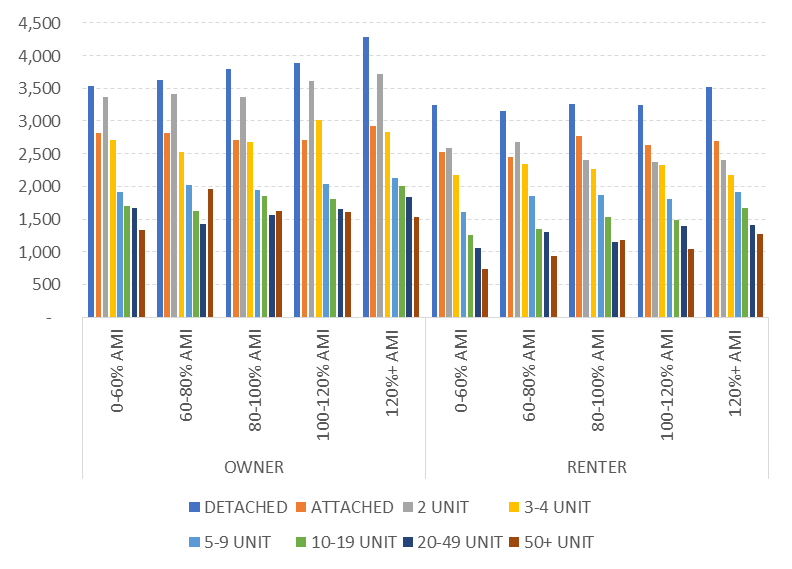 4,500
4,000
3,500
3,000
2,500
2,000
1,500
1,000
500
-
0-60% AMI
60-80% AMI
80-100% AMI
100-120% AMI
120%+ AMI
0-60% AMI
60-80% AMI
80-100% AMI
100-120% AMI
120%+ AMI
OWNER
RENTER
DETACHED ATTACHED 2 UNIT 3-4 UNIT
5-9 UNIT 10-19 UNIT 20-49 UNIT 50+ UNIT